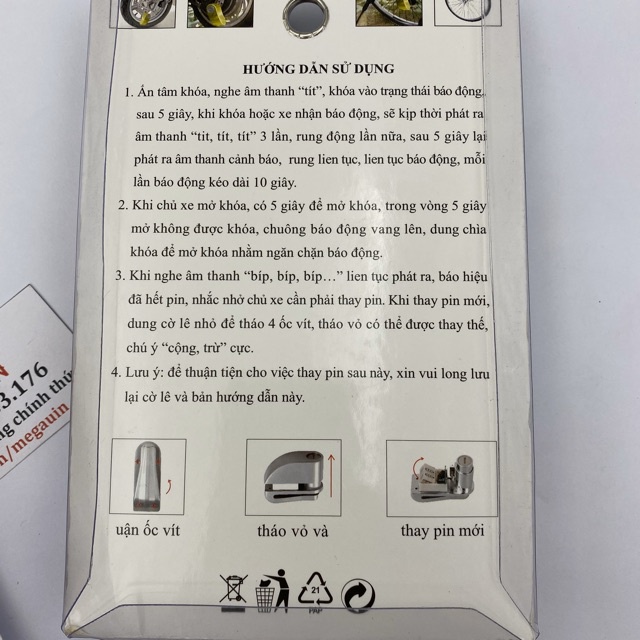 HƯỚNG DẪN SỬ DỤNG
1. Ấn tâm khóa, nghe âm thanh “tít”, khóa vào trạng thái báo động.
sau 5 giây, khi khóa hoặc xe nhận báo động, sẽ kịp thời phát ra
âm thanh “tit, tít, tít” 3 lần, rung động lần nữa, sau 5 giây lại
phát ra âm thanh cảnh báo, rung lien tục, lien tục báo động, mỗi
lần báo động kéo dài 10 giây.
2. Khi chủ xe mở khóa, có 5 giây để mở khóa, trong vòng 5 giây
mở không được khóa, chuông báo động vang lên, dung chìa
khóa để mở khóa nhằm ngăn chặn báo động.
3. Khi nghe âm thanh “bíp, bíp, bíp…” lien tục phát ra, báo hiệu
đã hết pin, nhắc nhở chủ xe cần phải thay pin. Khi thay pin mới,
dung cờ lê nhỏ để tháo 4 ốc vít, tháo vỏ có thể được thay thế,
chú ý “cộng, trừ” cực.
4. Lưu ý: để thuận tiện cho việc thay pin sau này, xin vui long lưu
lại cờ lê và bản hướng dẫn này.
uận ốc vít
tháo vỏ và
thay pin mới
21
PAP
N
3.176
ng chính thứ
n/megauin